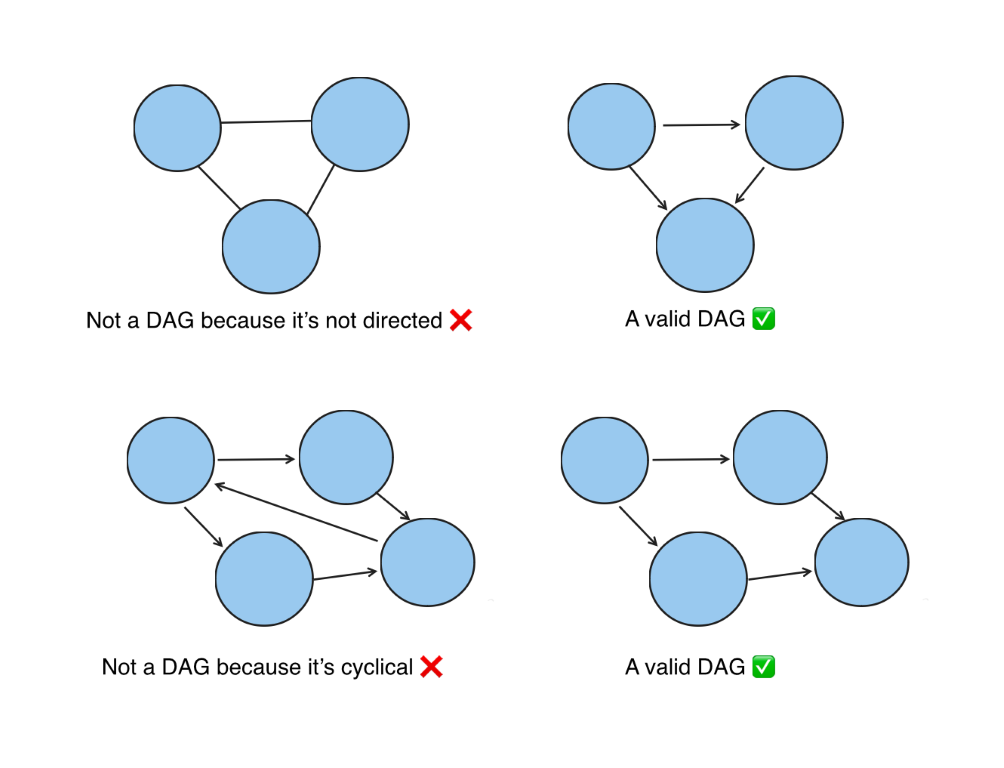 Not a DAG because it’s not directed ❌
A valid DAG ✅
Not a DAG because it’s cyclical ❌
A valid DAG ✅